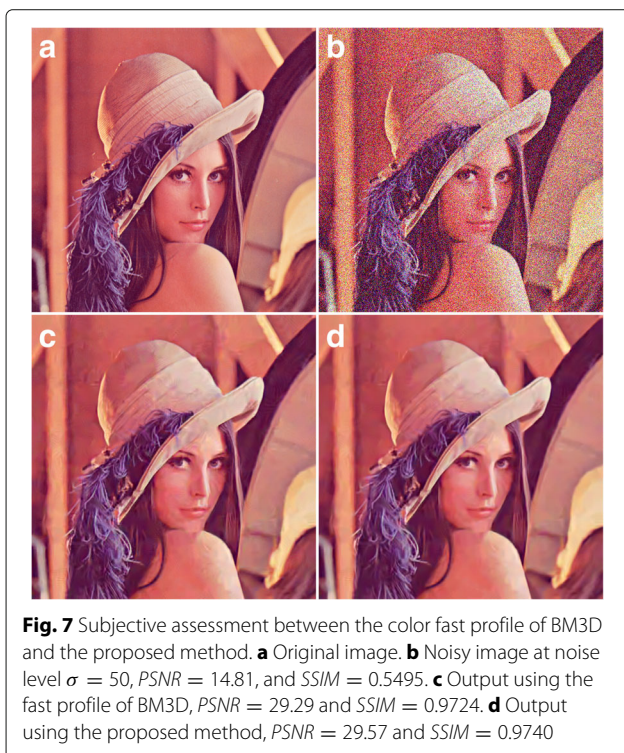 a
b
c
d
Fig. 7 Subjective assessment between the color fast profile of BM3D
and the proposed method. a Original image. b Noisy image at noise
level σ = 50, PSNR = 14.81, and SSIM = 0.5495. c Output using the
fast profile of BM3D, PSNR = 29.29 and SSIM = 0.9724. d Output
using the proposed method, PSNR = 29.57 and SSIM = 0.9740